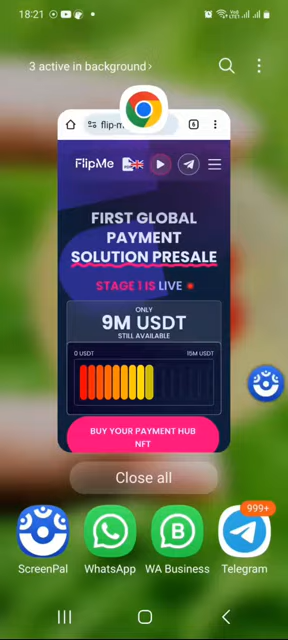 18:21
3 active in background›
flip-m
6
FlipMe
FIRST GLOBAL
PAYMENT
SOLUTION PRESALE
STAGE 1 IS LIVE
ONLY
9M USDT
STILL AVAILABLE
0 USDT
15M USDT
BUY YOUR PAYMENT HUB
NFT
Close all
999+
B
ScreenPal
WhatsApp
WA Business
Telegram